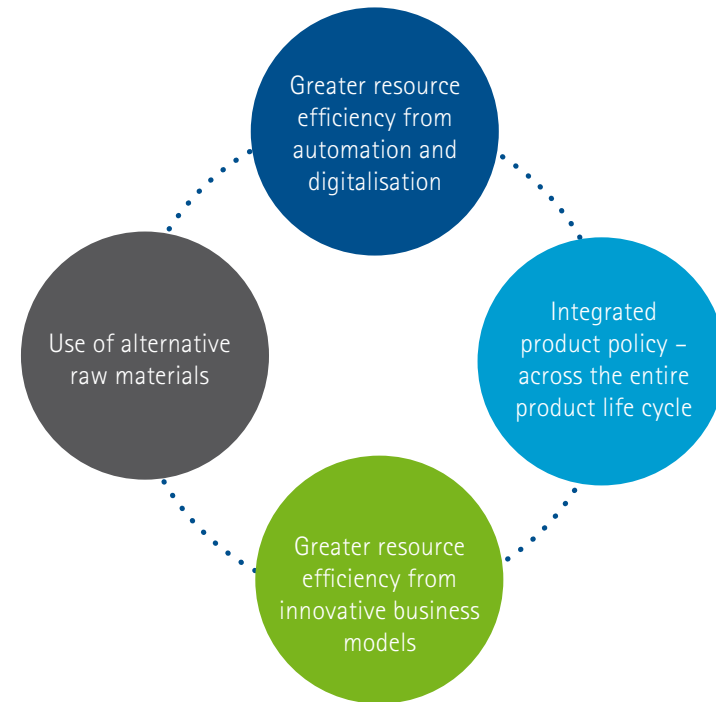 Greater resource
efficiency from
automation and
digitalisation
Use of alternative
raw materials
Integrated
product policy –
across the entire
product life cycle
Greater resource
efficiency from
innovative business
models